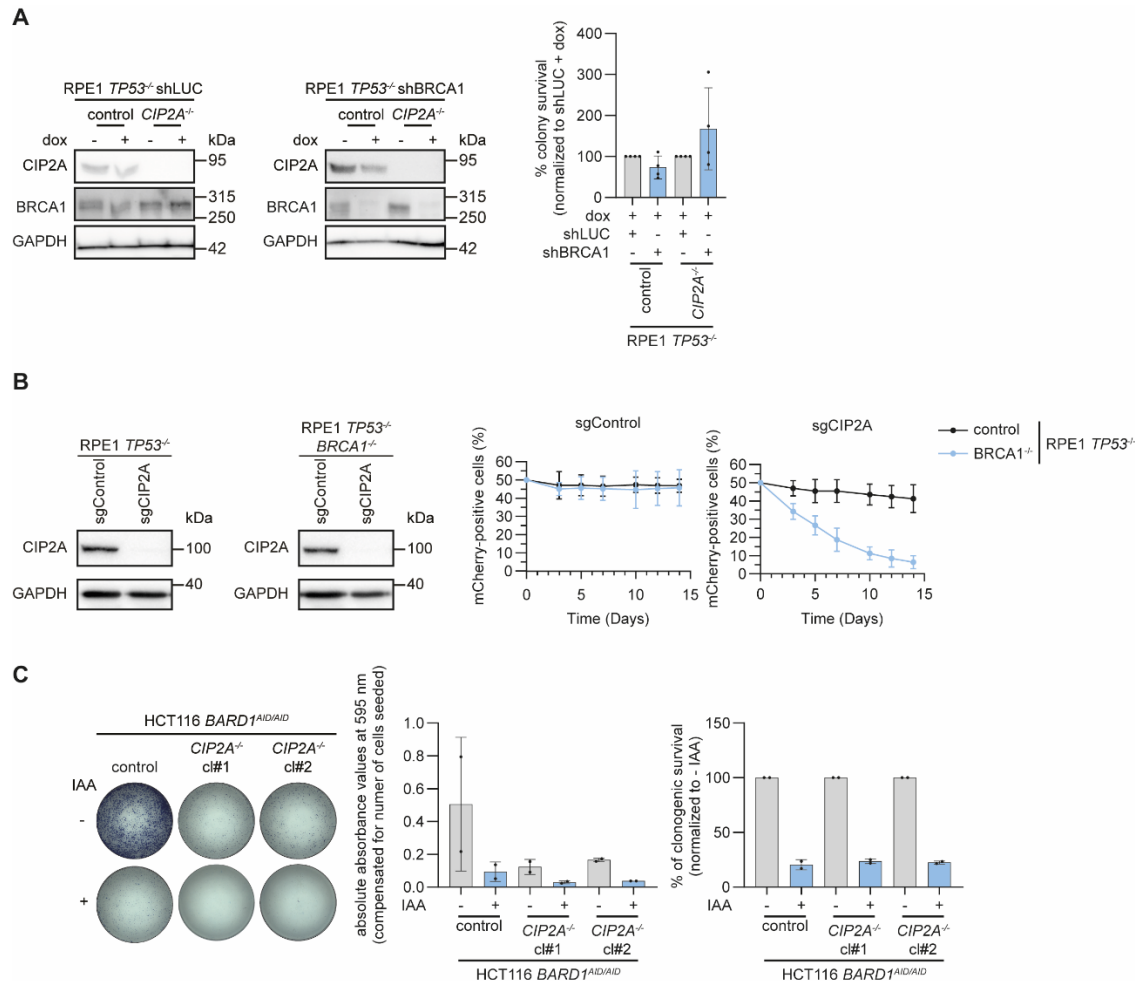 A
RPE1 TP53-/- shLUC
control CIP2A-/-
dox - + - + kDa
CIP2A 95
BRCA1 315
250
GAPDH 42
RPE1 TP53-/- shBRCA1
control CIP2A-/-
dox - + - + kDa
CIP2A 95
BRCA1 315
250
GAPDH 42
% colony survival
(normalized to shLUC + dox)
400
300
200
100
0
dox + + + +
shLUC + - + -
shBRCA1 - + - +
control
CIP2A-/-
RPE1 TP53-/-
B
RPE1 TP53-/-
sgControl
sgCIP2A
kDa
CIP2A 100
GAPDH 40
RPE1 TP53-/-
BRCA1-/-
sgControl
sgCIP2A
kDa
CIP2A 100
GAPDH 40
sgControl
mCherry-positive cells (%)
60
50
40
30
20
10
0
0 5 10 15
Time (Days)
sgCIP2A
mCherry-positive cells (%)
60
50
40
30
20
10
0
0 5 10 15
Time (Days)
control
BRCA1-/-
RPE1 TP53-/-
C
HCT116 BARD1AID/AID
CIP2A-/- CIP2A-/-
control cl#1 cl#2
IAA
-
+
absolute absorbance values at 595 nm
(compensated for numer of cells seeded)
1.0
0.8
0.6
0.4
0.2
0.0
IAA - + - + - +
control CIP2A-/- CIP2A-/-
cl#1 cl#2
HCT116 BARD1AID/AID
% of clonogenic survival
(normalized to - IAA)
150
100
50
0
IAA - + - + - +
control CIP2A-/- CIP2A-/-
cl#1 cl#2
HCT116 BARD1AID/AID